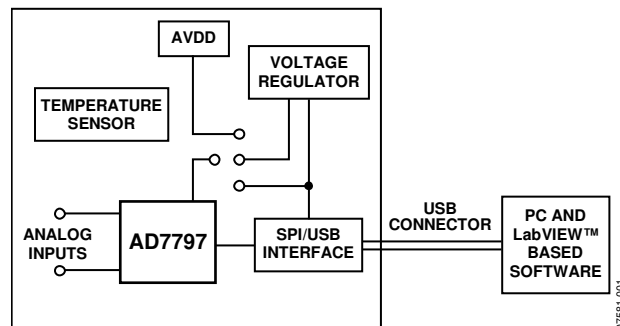 AVDD
VOLTAGE
REGULATOR
TEMPERATURE
SENSOR
ANALOG
INPUTS
AD7797
SPI/USB
INTERFACE
USB
CONNECTOR
PC AND
LabVIEW™
BASED
SOFTWARE